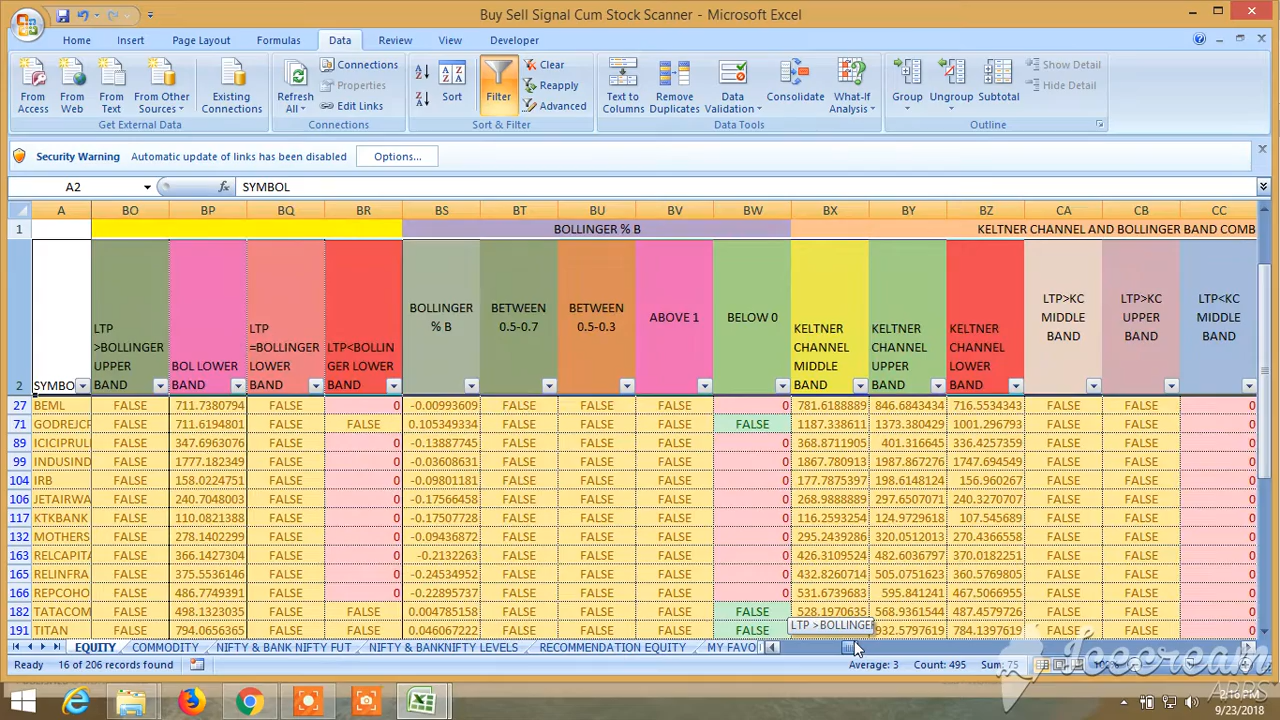 Buy Sell Signal Cum Stock Scanner - Microsoft Excel
Home Insert Page Layout Formulas Data Review View Developer
From Access
From Web
From Text
From Other Sources
Existing Connections
Get External Data
Refresh All
Connections
Properties
Edit Links
Connections
Sort
Filter
Clear
Reapply
Advanced
Sort & Filter
Text to Columns
Remove Duplicates
Data Validation
Consolidate
What-If Analysis
Data Tools
Group
Ungroup
Subtotal
Show Detail
Hide Detail
Outline
Security Warning Automatic update of links has been disabled Options...
A2 fx SYMBOL
A BO BP BQ BR BS BT BU BV BW BX BY BZ CA CB CC
1 BOLLINGER % B KELTNER CHANNEL AND BOLLINGER BAND COMB
2 SYMBO
LTP >BOLLINGER UPPER BAND
BOL LOWER BAND
LTP =BOLLINGER LOWER BAND
LTP<BOLLINGER LOWER BAND
BOLLINGER % B
BETWEEN 0.5-0.7
BETWEEN 0.5-0.3
ABOVE 1
BELOW 0
KELTNER CHANNEL MIDDLE BAND
KELTNER CHANNEL UPPER BAND
KELTNER CHANNEL LOWER BAND
LTP>KC MIDDLE BAND
LTP>KC UPPER BAND
LTP<KC MIDDLE BAND
27 BEML FALSE 711.7380794 FALSE 0 -0.00993609 FALSE FALSE FALSE 0 781.6188889 846.6843434 716.5534343 FALSE FALSE 0
71 GODREJCP FALSE 711.6194801 FALSE FALSE 0.105349334 FALSE FALSE FALSE FALSE 1187.338611 1373.380429 1001.296793 FALSE FALSE 0
89 ICICIPRUL FALSE 347.6963076 FALSE 0 -0.13887745 FALSE FALSE FALSE 0 368.8711905 401.316645 336.4257359 FALSE FALSE 0
99 INDUSIND FALSE 1777.182349 FALSE 0 -0.03608631 FALSE FALSE FALSE 0 1867.780913 1987.867276 1747.694549 FALSE FALSE 0
104 IRB FALSE 158.0224751 FALSE 0 -0.09801181 FALSE FALSE FALSE 0 177.7875397 198.6148124 156.960267 FALSE FALSE 0
106 JETAIRWA FALSE 240.7048003 FALSE 0 -0.17566458 FALSE FALSE FALSE 0 268.9888889 297.6507071 240.3270707 FALSE FALSE 0
117 KTKBANK FALSE 110.0821388 FALSE 0 -0.17507728 FALSE FALSE FALSE 0 116.2593254 124.9729618 107.545689 FALSE FALSE 0
132 MOTHERS FALSE 278.1402299 FALSE 0 -0.09436872 FALSE FALSE FALSE 0 295.2439286 320.0512013 270.4366558 FALSE FALSE 0
163 RELCAPITA FALSE 366.1427304 FALSE 0 -0.2132263 FALSE FALSE FALSE 0 426.3109524 482.6036797 370.0182251 FALSE FALSE 0
165 RELINFRA FALSE 375.5536146 FALSE 0 -0.24534952 FALSE FALSE FALSE 0 432.8260714 505.0751623 360.5769805 FALSE FALSE 0
166 REPCOHO FALSE 486.7749391 FALSE 0 -0.22895737 FALSE FALSE FALSE 0 531.6739683 595.841241 467.5066955 FALSE FALSE 0
182 TATACOM FALSE 498.1323035 FALSE FALSE 0.004785158 FALSE FALSE FALSE FALSE 528.1970635 568.9361544 487.4579726 FALSE FALSE 0
191 TITAN FALSE 794.0656365 FALSE FALSE 0.046062222 FALSE FALSE FALSE FALSE 932.5797619 784.1397619 FALSE FALSE 0
LTP >BOLLINGER
EQUITY COMMODITY NIFTY & BANK NIFTY FUT NIFTY & BANKNIFTY LEVELS RECOMMENDATION EQUITY MY FAVO
Ready 16 of 206 records found Average: 3 Count: 495 Sum: 75 100%
Icecream
APPS
2:16 PM
9/23/2018